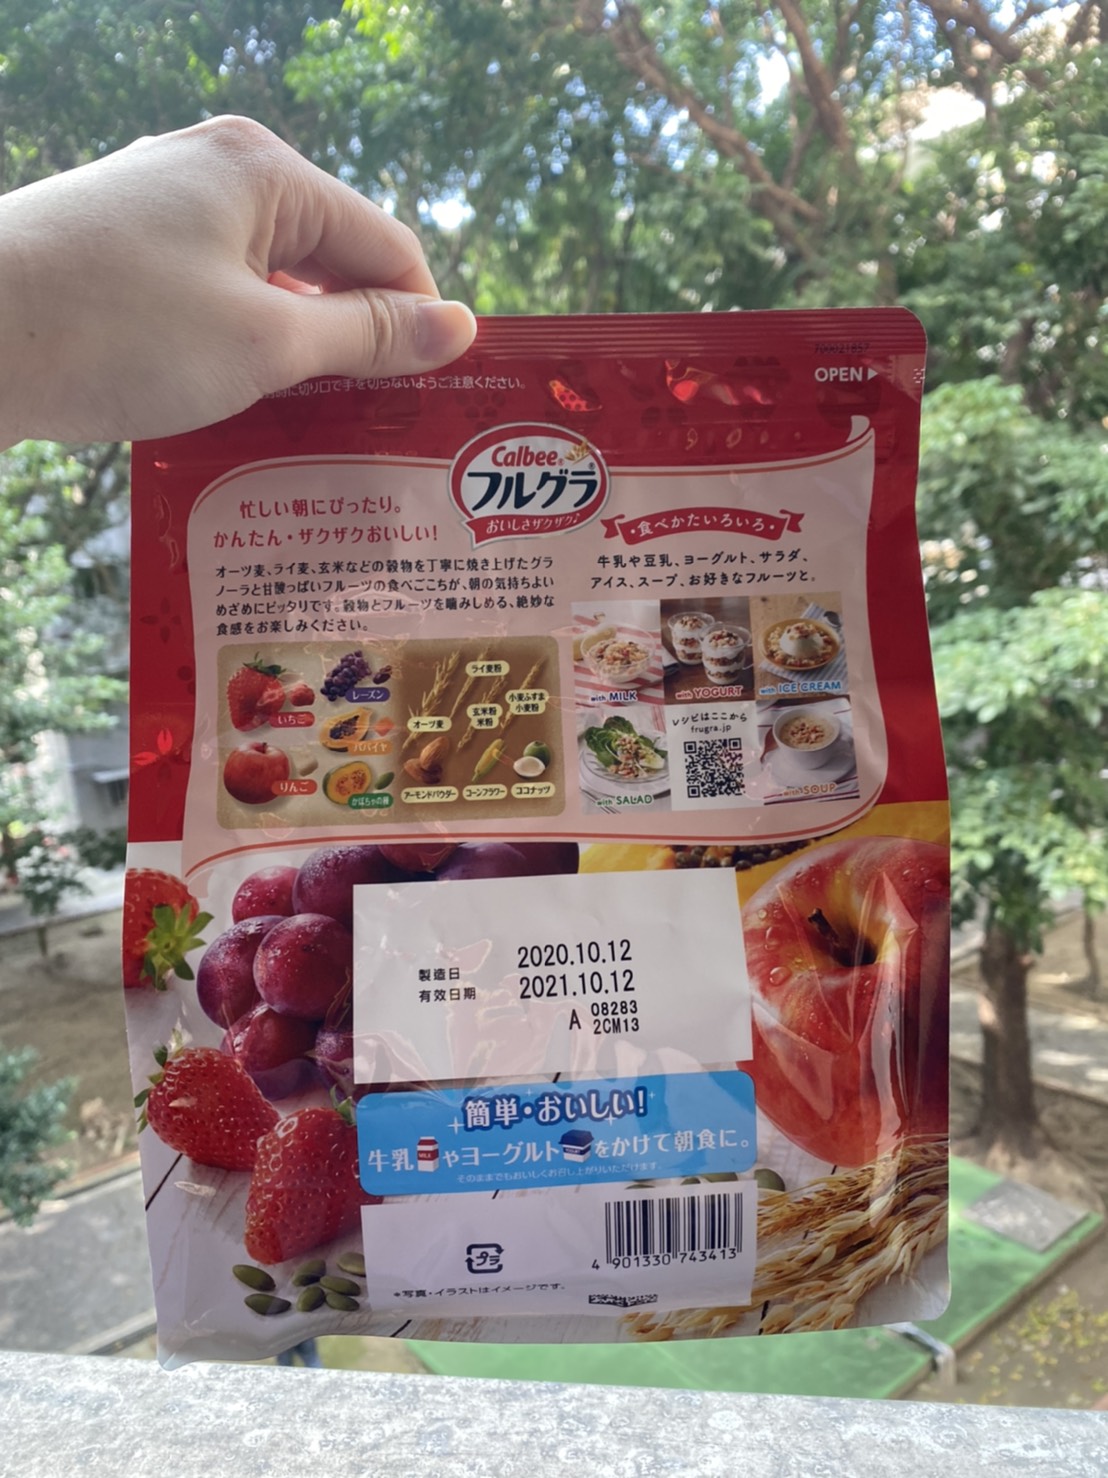 切り口で手を切らないようご注意ください。
OPEN▶
Calbee®
フルグラ®
おいしさザクザク♪
忙しい朝にぴったり。
かんたん・ザクザクおいしい!
オーツ麦、ライ麦、玄米などの穀物を丁寧に焼き上げたグラ
ノーラと甘酸っぱいフルーツの食べごこちが、朝の気持ちよい
めざめにピッタリです。穀物とフルーツを噛みしめる、絶妙な
食感をお楽しみください。
いちご
レーズン
パパイヤ
りんご
かぼちゃの種
ライ麦粉
オーツ麦
玄米粉
米粉
小麦ふすま
小麦粉
アーモンドパウダー
コーンフラワー
ココナッツ
・食べかたいろいろ・
牛乳や豆乳、ヨーグルト、サラダ、
アイス、スープ、お好きなフルーツと。
with MILK
with YOGURT
with ICE CREAM
with SALAD
レシピはここから
frugra.jp
with SOUP
製造日 2020.10.12
有效日期 2021.10.12
A 08283
2CM13
簡単・おいしい!
牛乳やヨーグルトをかけて朝食に。
そのままでもおいしくお召し上がりいただけます。
プラ
*写真・イラストはイメージです。
4 901330 743413